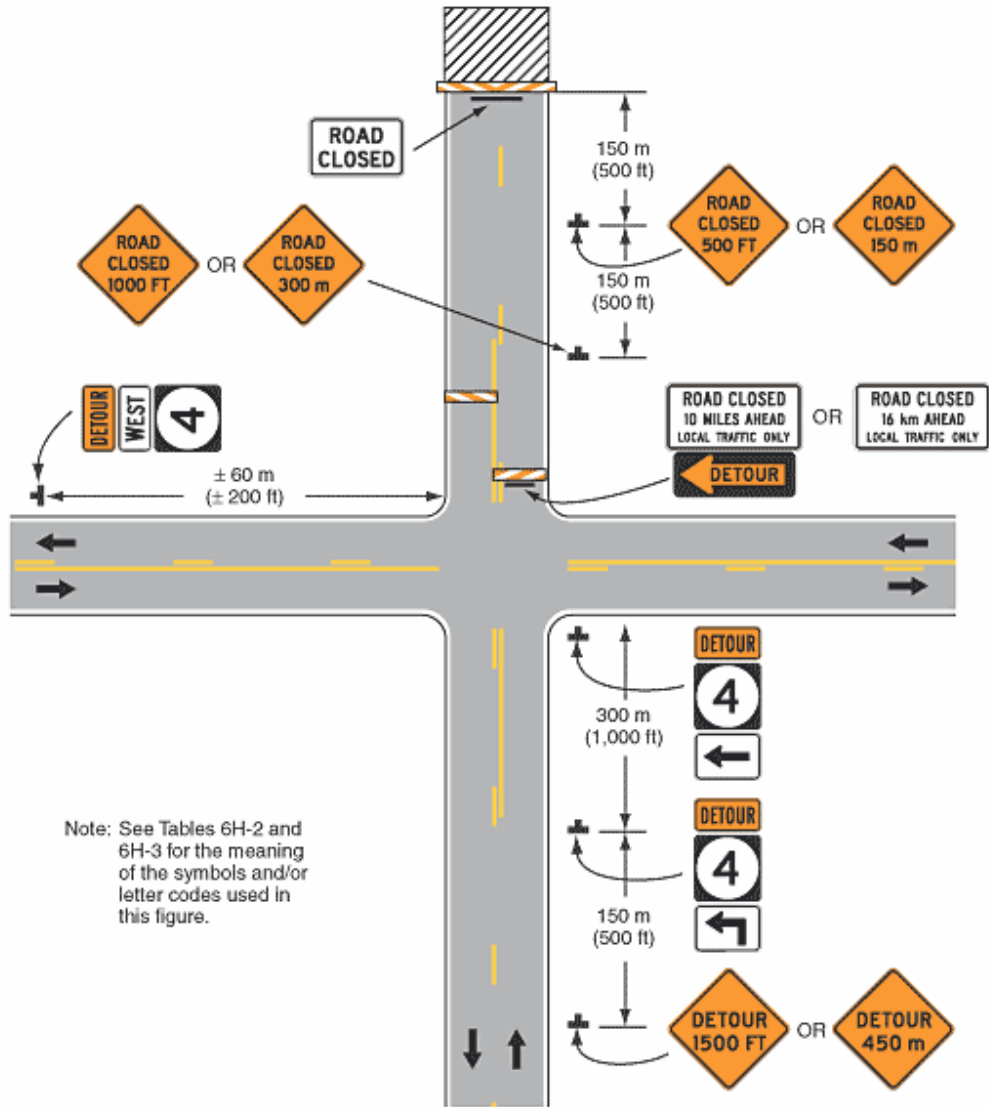 ROAD
CLOSED
150 m
(500 ft)
ROAD
CLOSED
500 FT
OR
ROAD
CLOSED
150 m
ROAD
CLOSED
1000 FT
OR
ROAD
CLOSED
300 m
150 m
(500 ft)
DETOUR
WEST
4
± 60 m
(± 200 ft)
ROAD CLOSED
10 MILES AHEAD
LOCAL TRAFFIC ONLY
OR
ROAD CLOSED
16 km AHEAD
LOCAL TRAFFIC ONLY
DETOUR
DETOUR
4
300 m
(1,000 ft)
DETOUR
4
150 m
(500 ft)
Note: See Tables 6H-2 and
6H-3 for the meaning
of the symbols and/or
letter codes used in
this figure.
DETOUR
1500 FT
OR
DETOUR
450 m